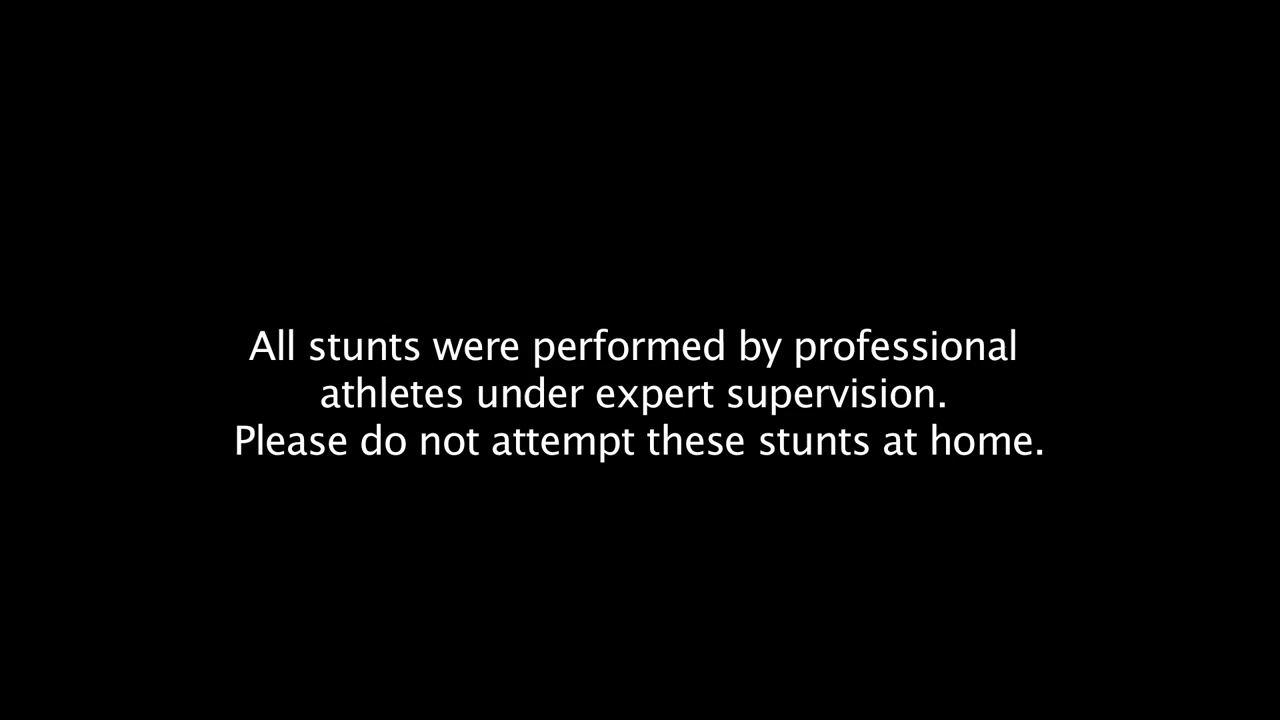 All stunts were performed by professional
athletes under expert supervision.
Please do not attempt these stunts at home.